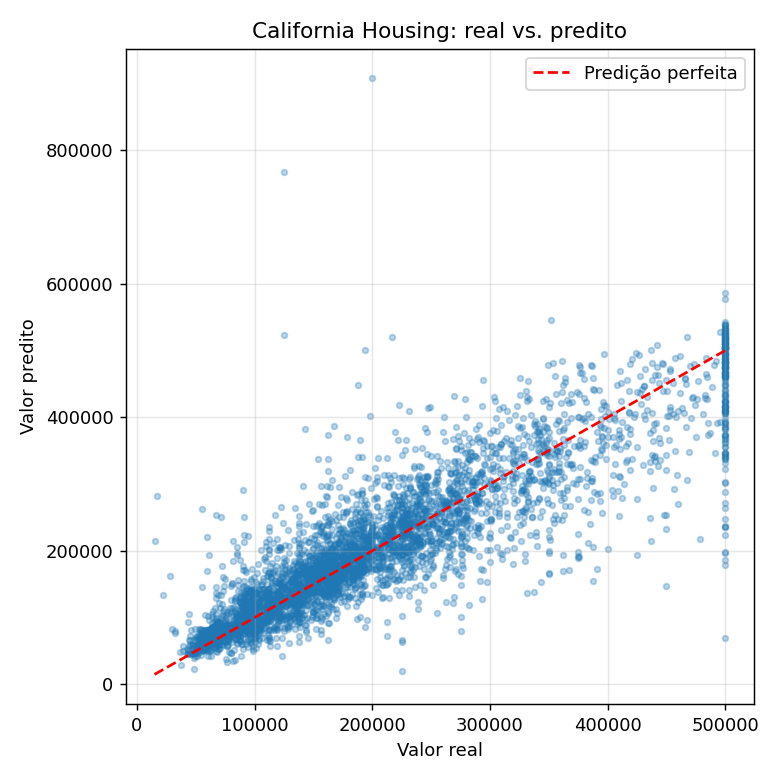 California Housing: real vs. predito
Predição perfeita
800000
600000
400000
200000
0
Valor predito
0
100000
200000
300000
400000
500000
Valor real